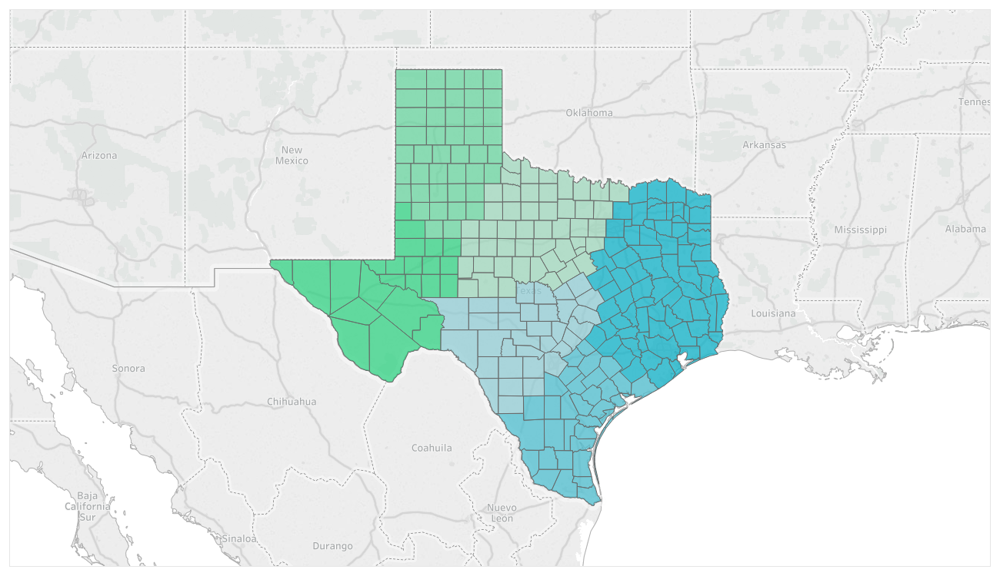 Oklahoma
Tennes
Arkansas
Arizona
New
Mexico
Mississippi
Alabama
Texas
Louisiana
Sonora
Chihuahua
Coahuila
Baja
California
Sur
Nuevo
León
Sinaloa
Durango